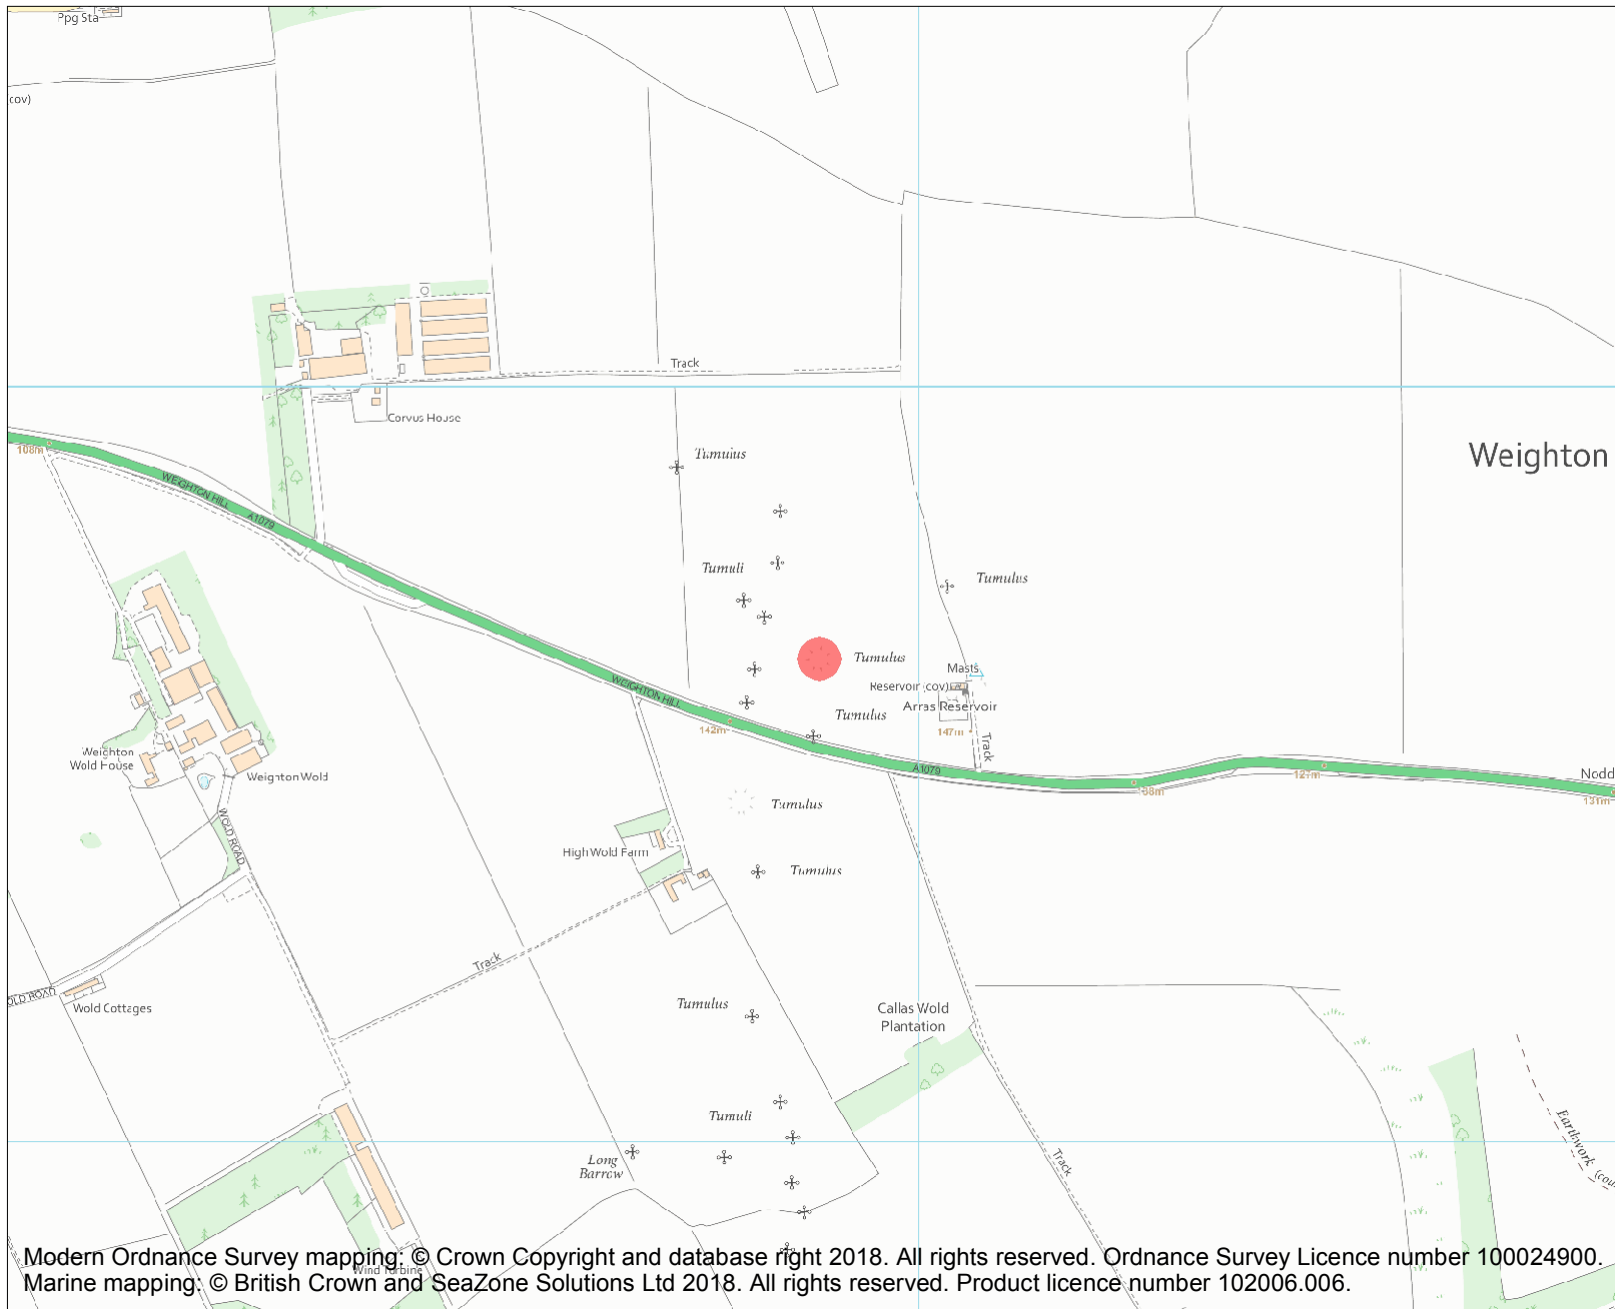 Ppg Sta
cov)
Track
Corvus House
108m
WEIGHTON HILL
A1079
Tumulus
Weighton
Tumuli
Tumulus
Tumulus
Masts
Reservoir (cov)
Arras Reservoir
Tumulus
WEIGHTON HILL
142m
147m
Track
A1079
Weighton
Wold House
Weighton Wold
127m
Nodd
131m
Tumulus
WOLD ROAD
High Wold Farm
Tumulus
Track
OLD ROAD
Wold Cottages
Tumulus
Callas Wold
Plantation
Tumuli
Long
Barrow
Track
Earthwork (cou
Wind Turbine
Modern Ordnance Survey mapping: © Crown Copyright and database right 2018. All rights reserved. Ordnance Survey Licence number 100024900.
Marine mapping: © British Crown and SeaZone Solutions Ltd 2018. All rights reserved. Product licence number 102006.006.